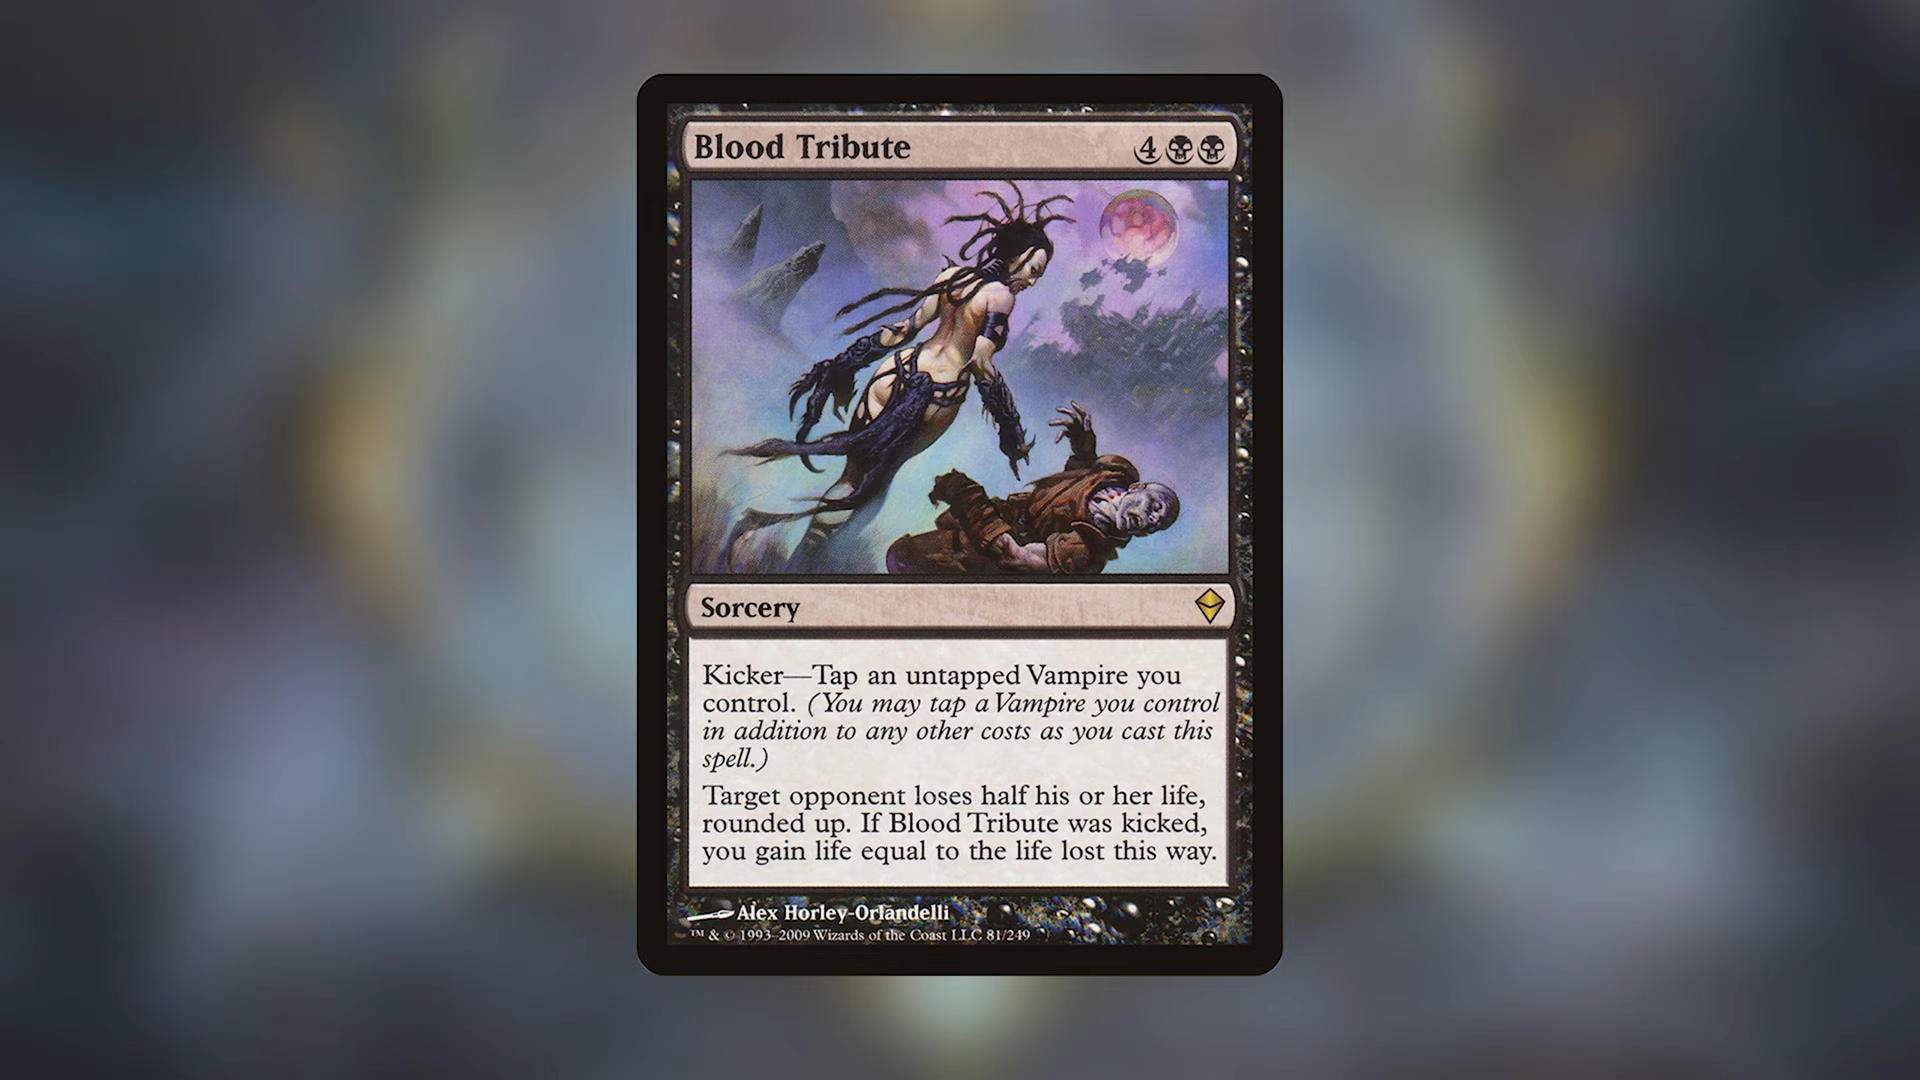 Blood Tribute 4
Sorcery
Kicker—Tap an untapped Vampire you
control. (You may tap a Vampire you control
in addition to any other costs as you cast this
spell.)
Target opponent loses half his or her life,
rounded up. If Blood Tribute was kicked,
you gain life equal to the life lost this way.
Alex Horley-Orlandelli
™ & © 1993–2009 Wizards of the Coast LLC 81/249